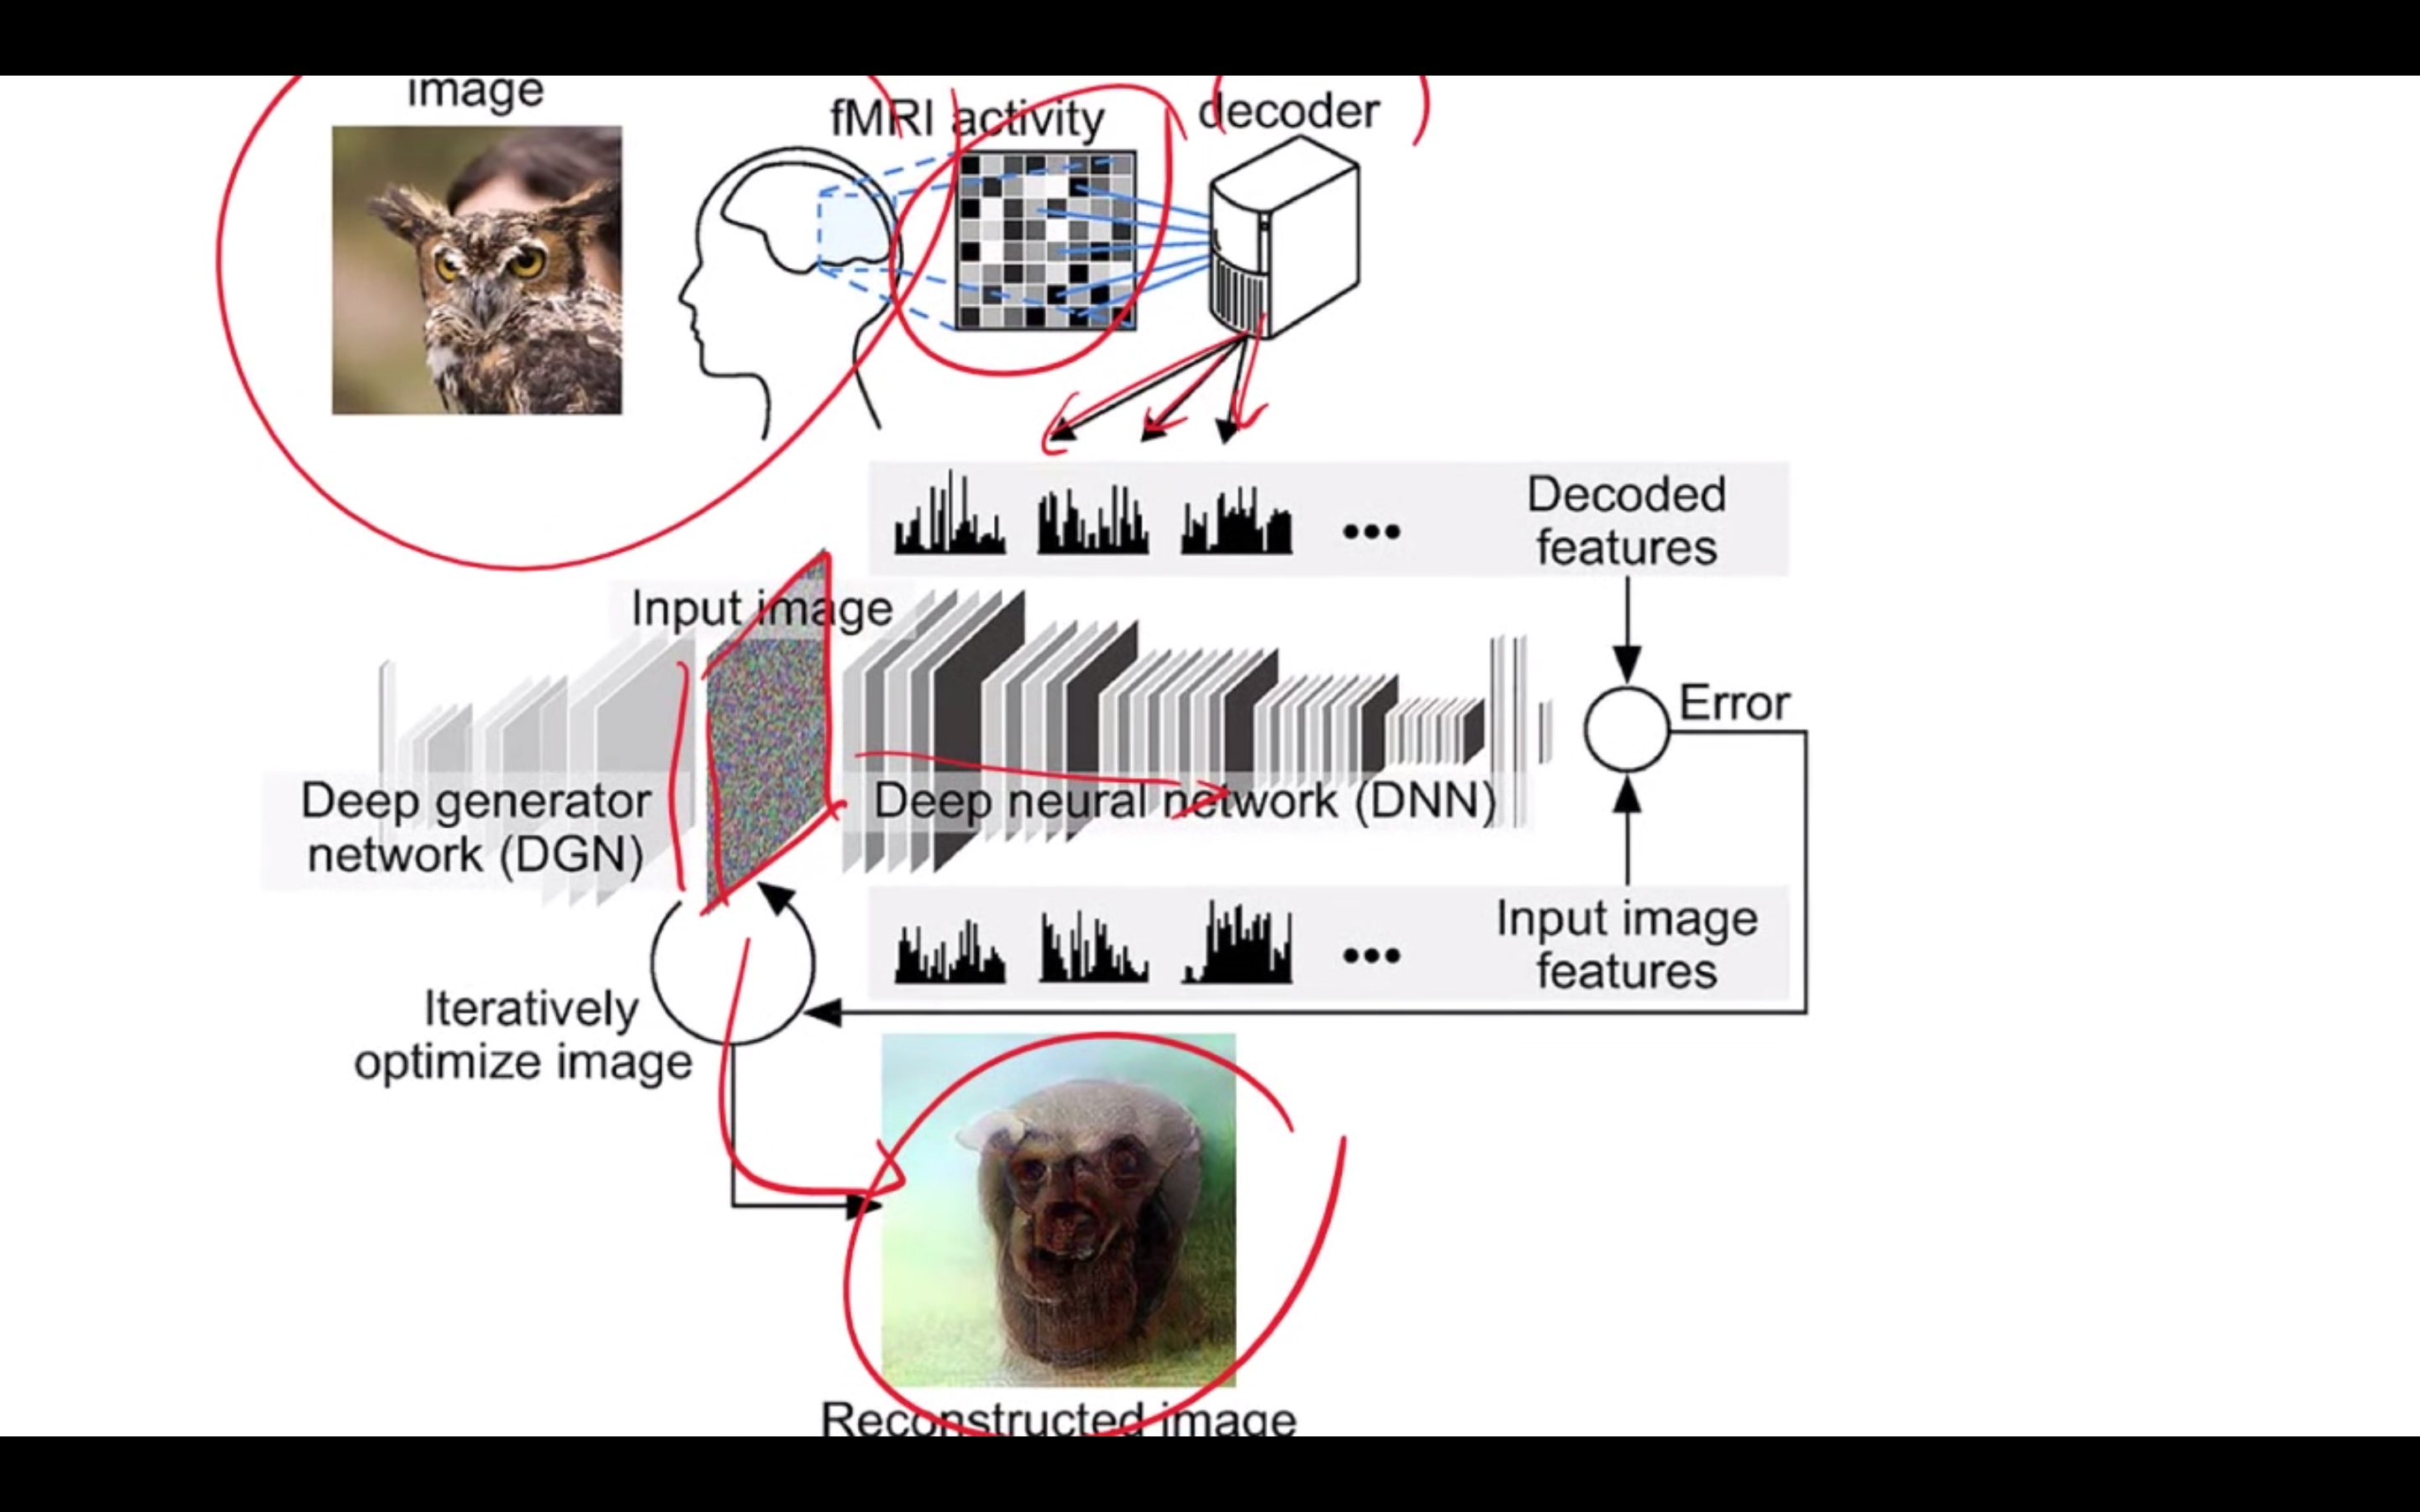 image
fMRI activity
decoder
Decoded
features
Input image
Error
Deep generator
network (DGN)
Deep neural network (DNN)
Input image
features
Iteratively
optimize image
Reconstructed image